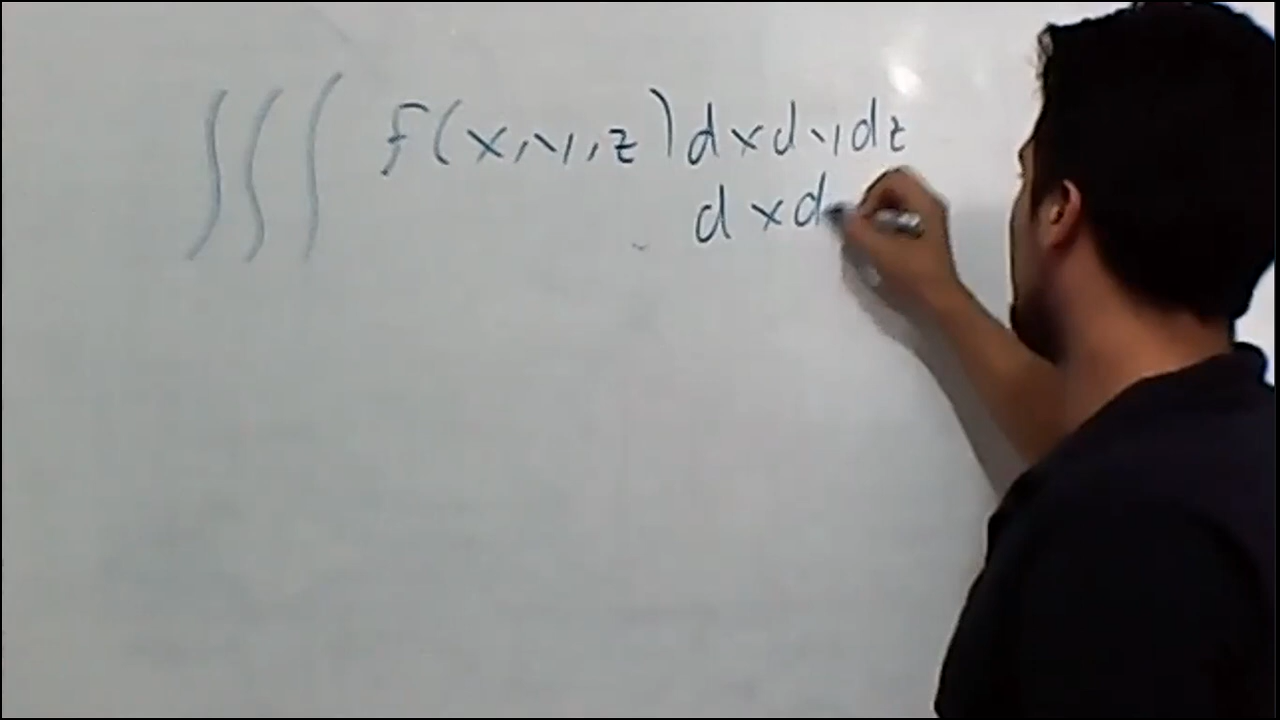 ∫∫∫ f(x,y,z)dxdydz
dxd